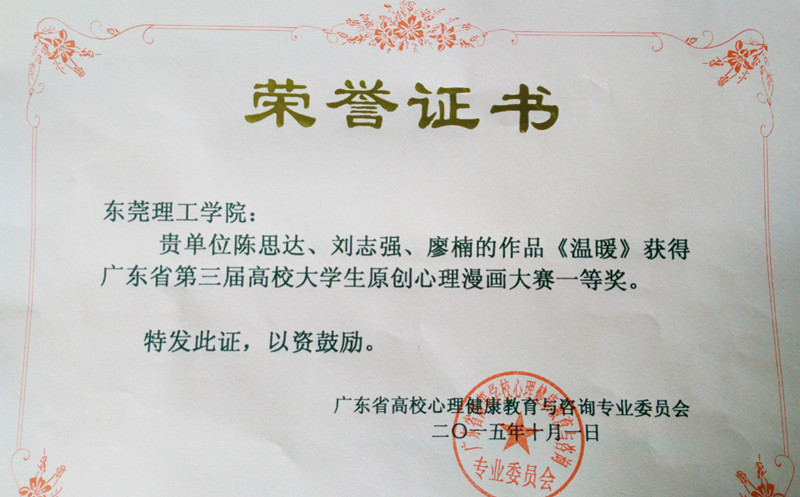 荣誉证书
东莞理工学院：
贵单位陈思达、刘志强、廖楠的作品《温暖》获得
广东省第三届高校大学生原创心理漫画大赛一等奖。
特发此证，以资鼓励。
广东省高校心理健康教育与咨询专业委员会
二〇一五年十月一日
专业委员会